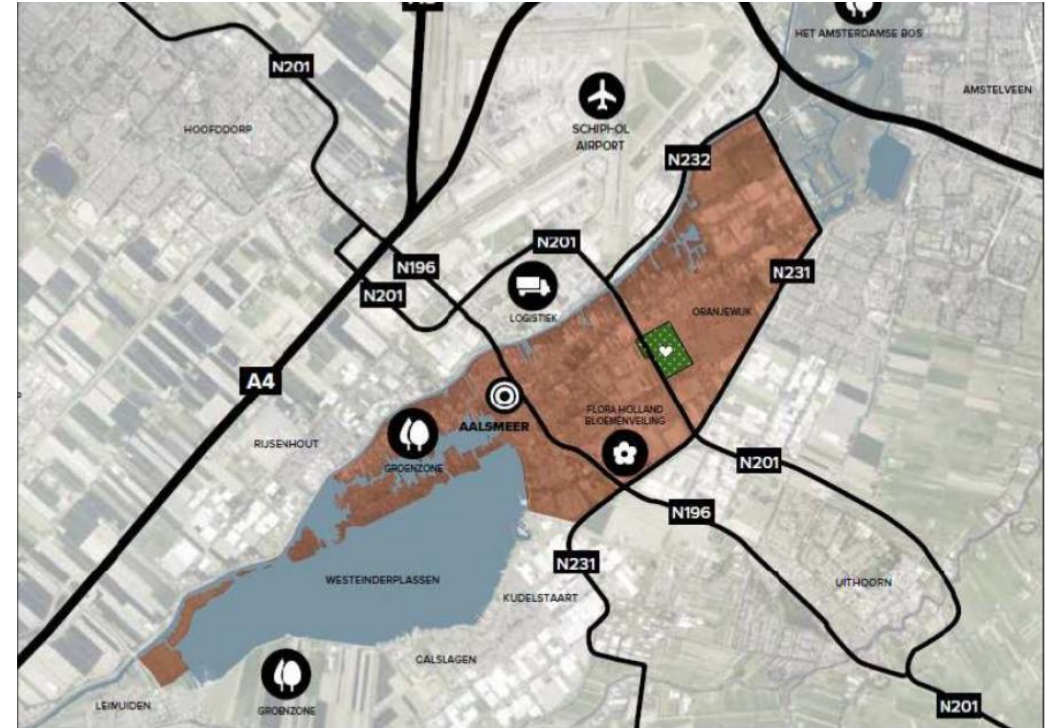 HET AMSTERDAMSE BOS
N201
AMSTELVEEN
HOOFDDORP
SCHIPHOL
AIRPORT
N232
N201
N196
N231
N201
LOGISTIEK
ORANJEWIJK
A4
FLORA HOLLAND
BLOEMENVEILING
AALSMEER
RIJSENHOUT
GROENZONE
N201
N196
N231
WESTEINDERPLASSEN
UITHOORN
KUDELSTAART
CALSLAGEN
LEIMUIDEN
GROENZONE
N201